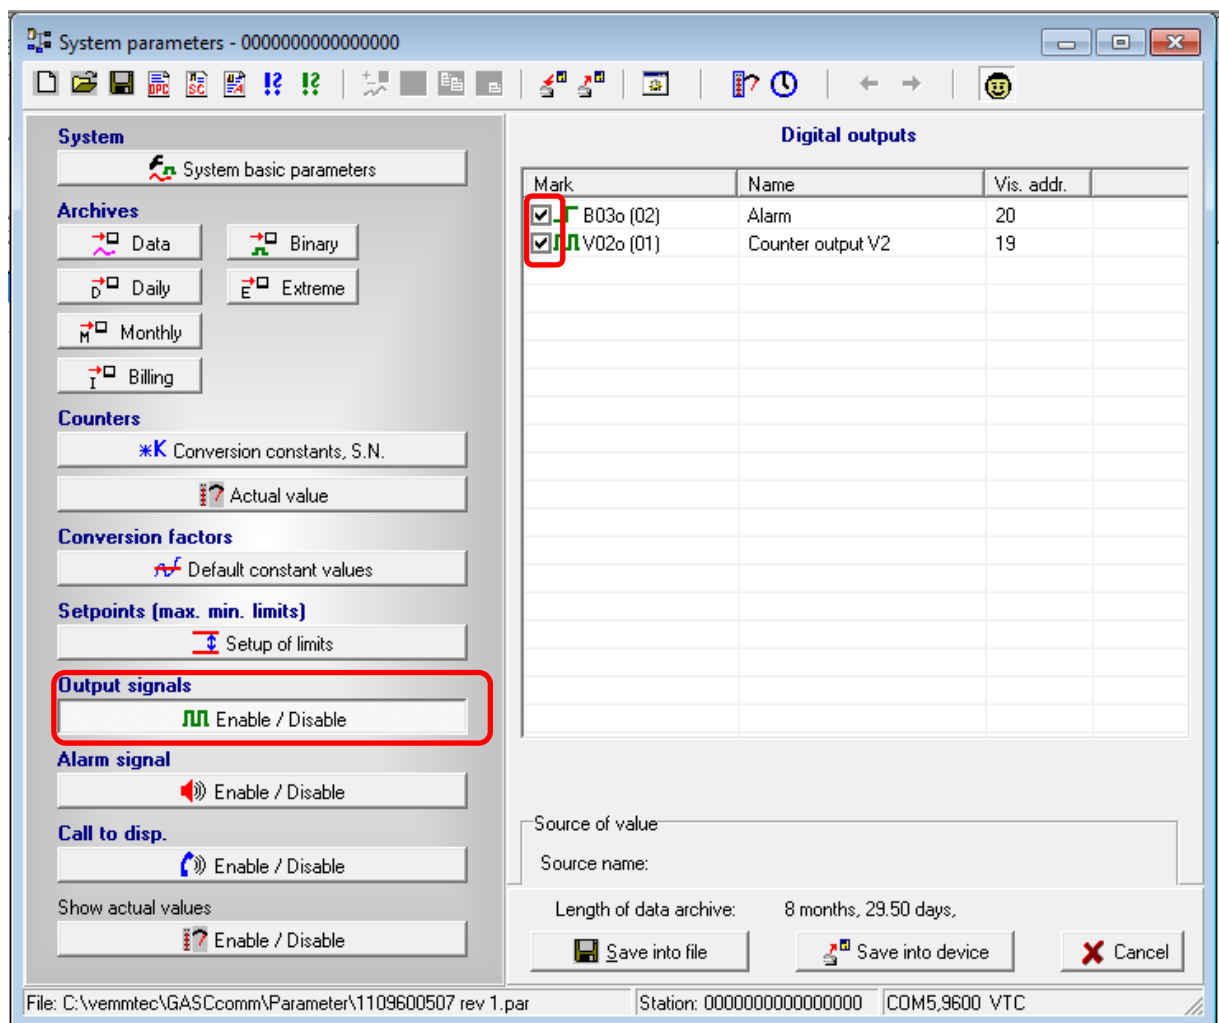 System parameters - 0000000000000000
System
System basic parameters
Archives
Data
Binary
Daily
Extreme
Monthly
Billing
Counters
Conversion constants, S.N.
Actual value
Conversion factors
Default constant values
Setpoints (max. min. limits)
Setup of limits
Output signals
Enable / Disable
Alarm signal
Enable / Disable
Call to disp.
Enable / Disable
Show actual values
Enable / Disable
Digital outputs
Mark Name Vis. addr.
B03o (02) Alarm 20
V02o (01) Counter output V2 19
Source of value
Source name:
Length of data archive: 8 months, 29.50 days,
Save into file
Save into device
Cancel
File: C:\vemmtec\GASCcomm\Parameter\1109600507 rev 1.par
Station: 0000000000000000
COM5,9600 VTC